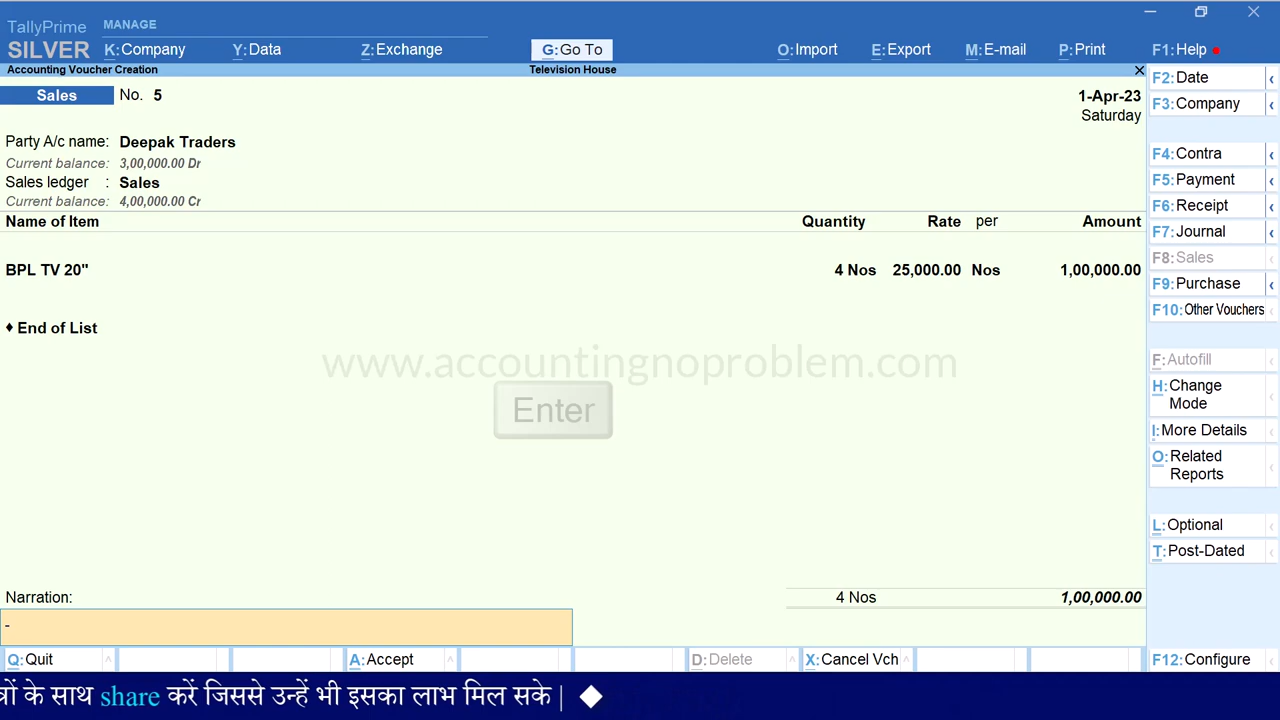 TallyPrime MANAGE
SILVER K:Company Y:Data Z:Exchange G:Go To O:Import E:Export M:E-mail P:Print F1:Help
Accounting Voucher Creation Television House
Sales No. 5 1-Apr-23
Saturday
Party A/c name: Deepak Traders
Current balance: 3,00,000.00 Dr
Sales ledger : Sales
Current balance: 4,00,000.00 Cr
Name of Item Quantity Rate per Amount
BPL TV 20" 4 Nos 25,000.00 Nos 1,00,000.00
♦ End of List
www.accountingnoproblem.com
Enter
Narration: 4 Nos 1,00,000.00
-
Q:Quit A:Accept D:Delete X:Cancel Vch
F2:Date
F3:Company
F4:Contra
F5:Payment
F6:Receipt
F7:Journal
F8:Sales
F9:Purchase
F10:Other Vouchers
F:Autofill
H:Change
Mode
I:More Details
O:Related
Reports
L:Optional
T:Post-Dated
F12:Configure
त्रों के साथ share करें जिससे उन्हें भी इसका लाभ मिल सके | ◆